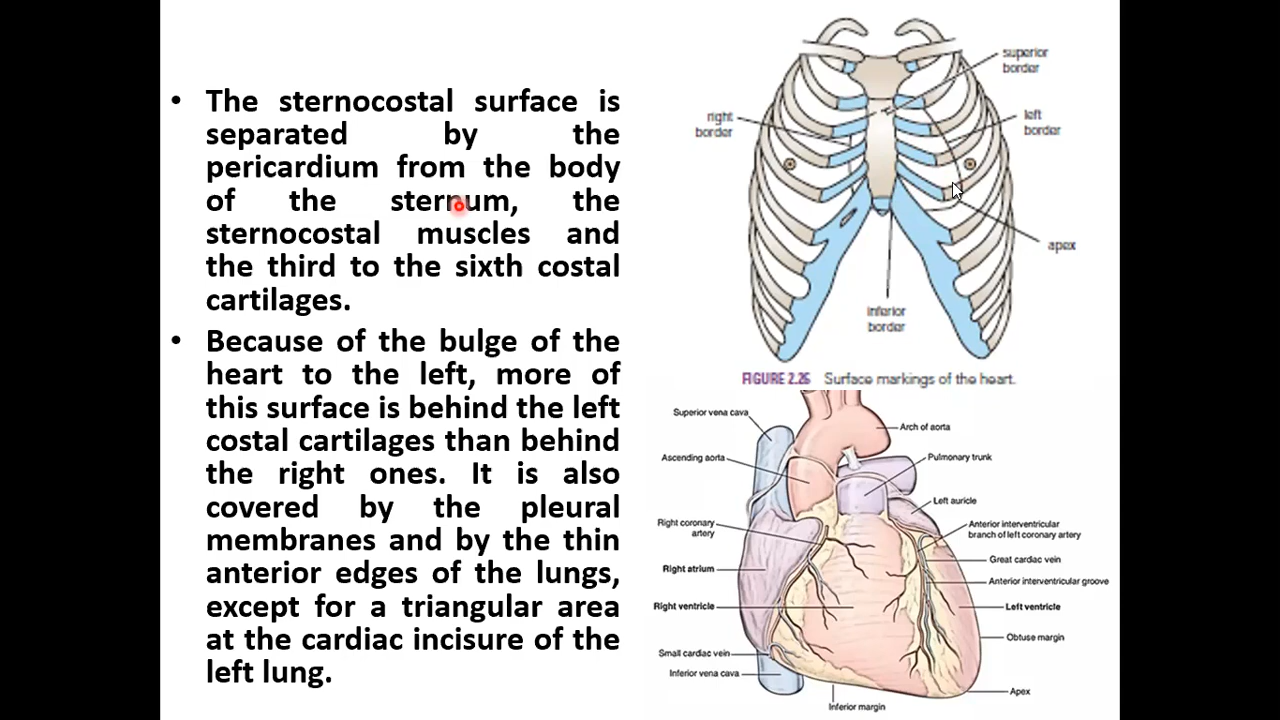 • The sternocostal surface is
separated by the
pericardium from the body
of the sternum, the
sternocostal muscles and
the third to the sixth costal
cartilages.
• Because of the bulge of the
heart to the left, more of
this surface is behind the left
costal cartilages than behind
the right ones. It is also
covered by the pleural
membranes and by the thin
anterior edges of the lungs,
except for a triangular area
at the cardiac incisure of the
left lung.
superior
border
right
border
left
border
apex
inferior
border
FIGURE 2.26 Surface markings of the heart.
Superior vena cava
Arch of aorta
Ascending aorta
Pulmonary trunk
Left auricle
Right coronary
artery
Anterior interventricular
branch of left coronary artery
Great cardiac vein
Right atrium
Anterior interventricular groove
Right ventricle
Left ventricle
Obtuse margin
Small cardiac vein
Inferior vena cava
Apex
Inferior margin